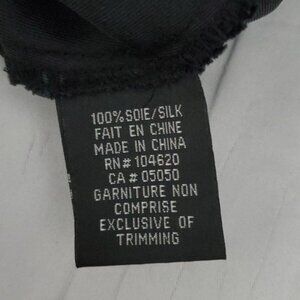 100% SOIE/SILK
FAIT EN CHINE
MADE IN CHINA
RN# 104620
CA # 05050
GARNITURE NON
COMPRISE
EXCLUSIVE OF
TRIMMING